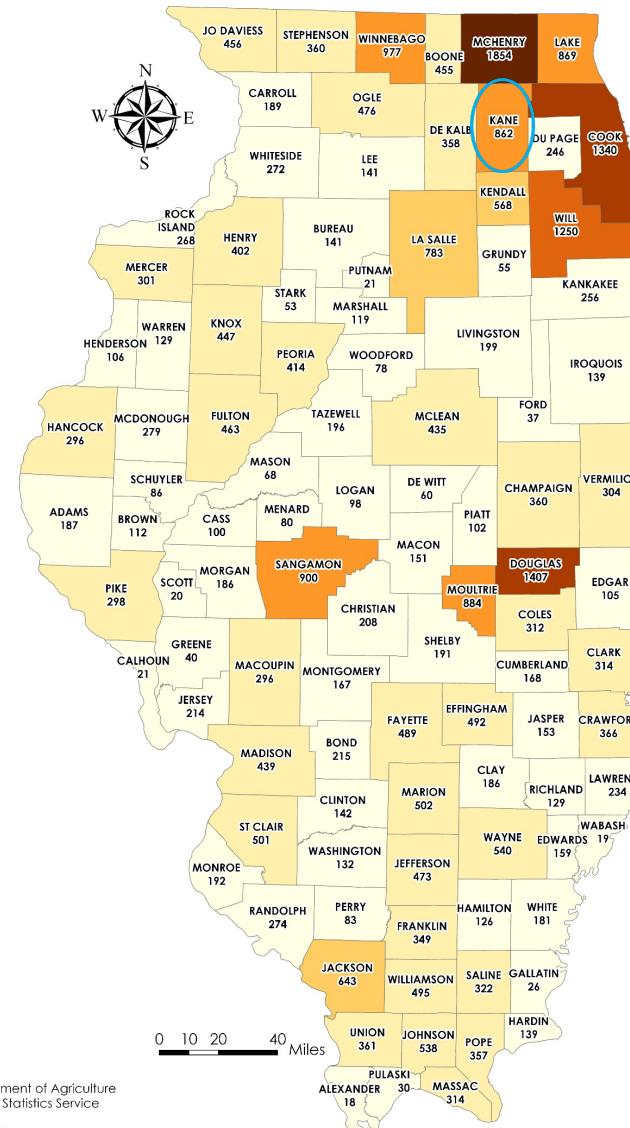 JO DAVIESS
456
STEPHENSON
360
WINNEBAGO
977
BOONE
455
MCHENRY
1854
LAKE
869
N
W
E
S
CARROLL
189
OGLE
476
DE KALB
358
KANE
862
DU PAGE
246
COOK
1340
WHITESIDE
272
LEE
141
KENDALL
568
WILL
1250
ROCK
ISLAND
268
HENRY
402
BUREAU
141
LA SALLE
783
GRUNDY
55
MERCER
301
PUTNAM
21
KANKAKEE
256
STARK
53
MARSHALL
119
HENDERSON
106
WARREN
129
KNOX
447
PEORIA
414
WOODFORD
78
LIVINGSTON
199
IROQUOIS
139
FORD
37
HANCOCK
296
MCDONOUGH
279
FULTON
463
TAZEWELL
196
MCLEAN
435
MASON
68
SCHUYLER
86
LOGAN
98
DE WITT
60
CHAMPAIGN
360
VERMILIO
304
ADAMS
187
BROWN
112
CASS
100
MENARD
80
PIATT
102
MACON
151
SANGAMON
900
DOUGLAS
1407
EDGAR
105
PIKE
298
SCOTT
20
MORGAN
186
MOULTRIE
884
CHRISTIAN
208
COLES
312
GREENE
40
SHELBY
191
CLARK
314
CALHOUN
21
MACOUPIN
296
MONTGOMERY
167
CUMBERLAND
168
JERSEY
214
FAYETTE
489
EFFINGHAM
492
JASPER
153
CRAWFOR
366
MADISON
439
BOND
215
CLAY
186
RICHLAND
129
LAWREN
234
CLINTON
142
MARION
502
ST CLAIR
501
WAYNE
540
EDWARDS
159
WABASH
19
WASHINGTON
132
MONROE
192
JEFFERSON
473
RANDOLPH
274
PERRY
83
HAMILTON
126
WHITE
181
FRANKLIN
349
JACKSON
643
WILLIAMSON
495
SALINE
322
GALLATIN
26
UNION
361
JOHNSON
538
POPE
357
HARDIN
139
0 10 20 40
Miles
PULASKI
30
ALEXANDER
18
MASSAC
314
ment of Agriculture
Statistics Service